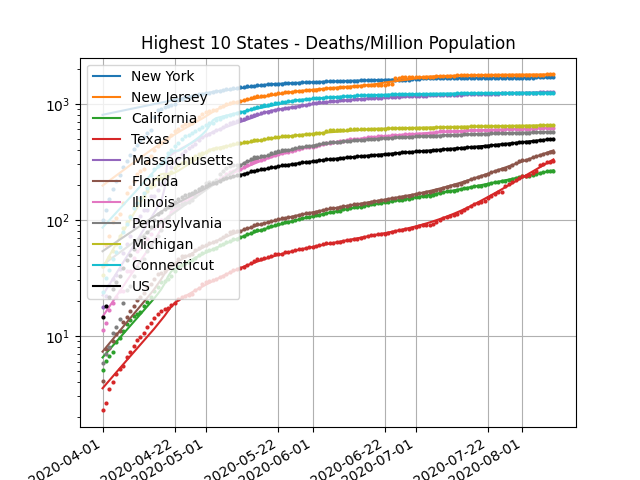 Highest 10 States - Deaths/Million Population
New York
New Jersey
California
Texas
Massachusetts
Florida
Illinois
Pennsylvania
Michigan
Connecticut
US
10³
10²
10¹
2020-04-01
2020-04-22
2020-05-01
2020-05-22
2020-06-01
2020-06-22
2020-07-01
2020-07-22
2020-08-01